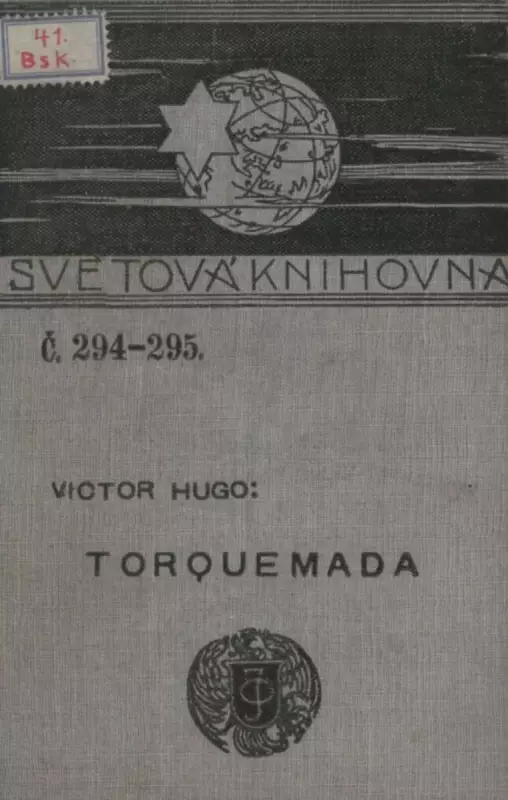 41.
Bsk.
SVĚTOVÁ KNIHOVNA
Č. 294-295.
VICTOR HUGO:
TORQUEMADA